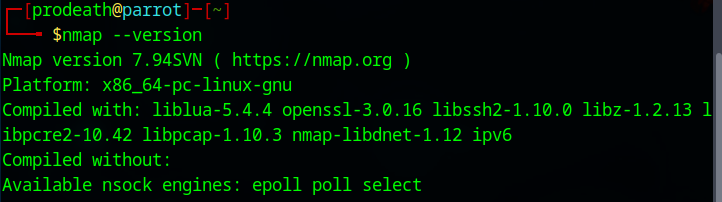 ┌─[prodeath@parrot]─[~]
└──╼ $nmap --version
Nmap version 7.94SVN ( https://nmap.org )
Platform: x86_64-pc-linux-gnu
Compiled with: liblua-5.4.4 openssl-3.0.16 libssh2-1.10.0 libz-1.2.13 l
ibpcre2-10.42 libpcap-1.10.3 nmap-libdnet-1.12 ipv6
Compiled without:
Available nsock engines: epoll poll select